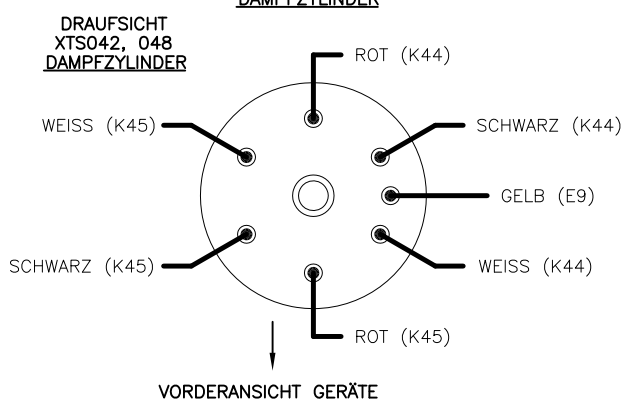 DAMPFZYLINDER
DRAUFSICHT
XTS042, 048
DAMPFZYLINDER
ROT (K44)
WEISS (K45)
SCHWARZ (K44)
GELB (E9)
SCHWARZ (K45)
WEISS (K44)
ROT (K45)
VORDERANSICHT GERÄTE